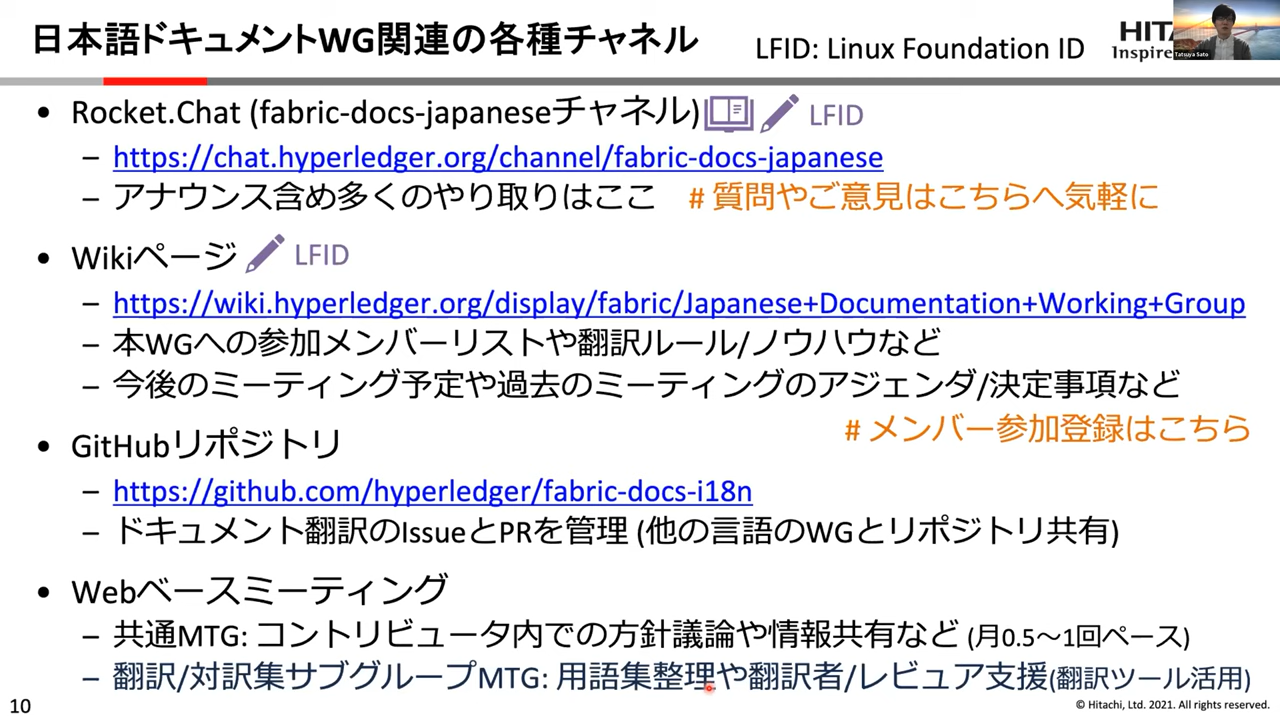 日本語ドキュメントWG関連の各種チャネル
LFID: Linux Foundation ID
Inspire
Tatsuya Sato
• Rocket.Chat (fabric-docs-japaneseチャネル) LFID
– https://chat.hyperledger.org/channel/fabric-docs-japanese
– アナウンス含め多くのやり取りはここ # 質問やご意見はこちらへ気軽に
• Wikiページ LFID
– https://wiki.hyperledger.org/display/fabric/Japanese+Documentation+Working+Group
– 本WGへの参加メンバーリストや翻訳ルール/ノウハウなど
– 今後のミーティング予定や過去のミーティングのアジェンダ/決定事項など
# メンバー参加登録はこちら
• GitHubリポジトリ
– https://github.com/hyperledger/fabric-docs-i18n
– ドキュメント翻訳のIssueとPRを管理 (他の言語のWGとリポジトリ共有)
• Webベースミーティング
– 共通MTG: コントリビュータ内での方針議論や情報共有など (月0.5～1回ペース)
– 翻訳/対訳集サブグループMTG: 用語集整理や翻訳者/レビュア支援(翻訳ツール活用)
10
© Hitachi, Ltd. 2021. All rights reserved.